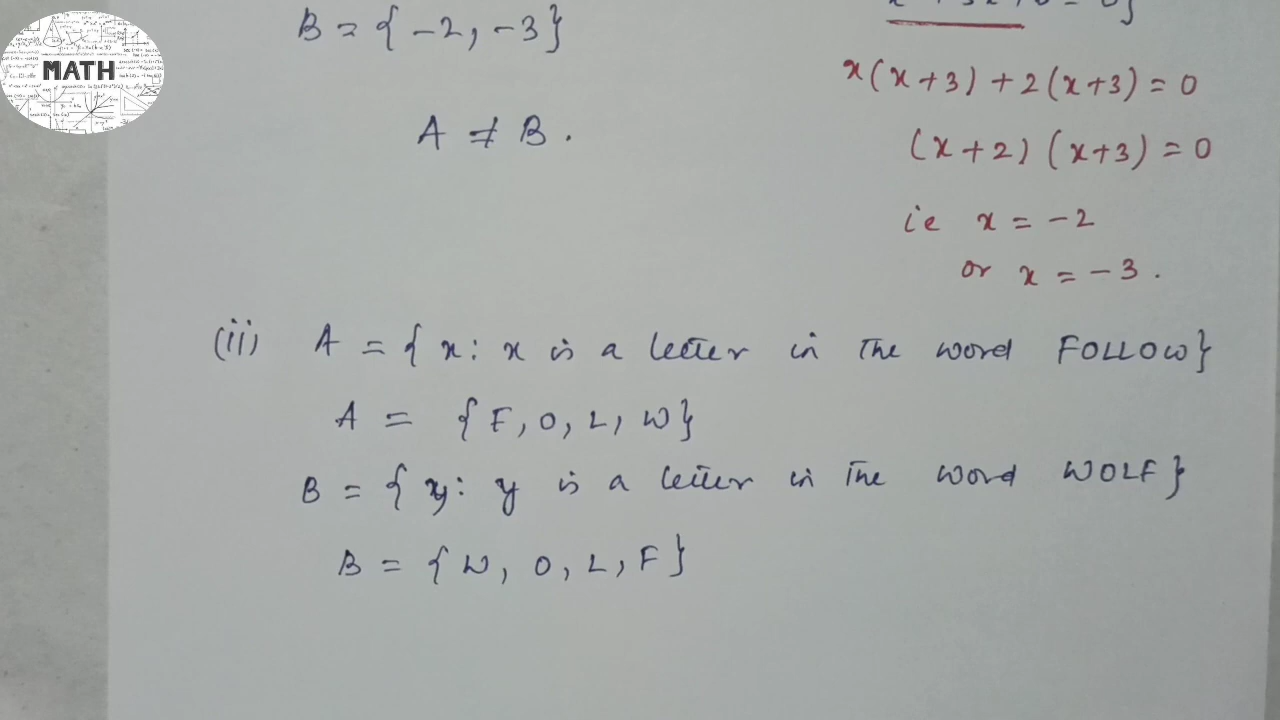 MATH
B = { -2, -3}
x(x+3) + 2(x+3) = 0
A ≠ B .
(x+2) (x+3) = 0
ie x = -2
or x = -3 .
(ii) A = { x : x is a letter in the word FOLLOW}
A = { F, O, L, W}
B = { y : y is a letter in the word WOLF}
B = { W, O, L, F}